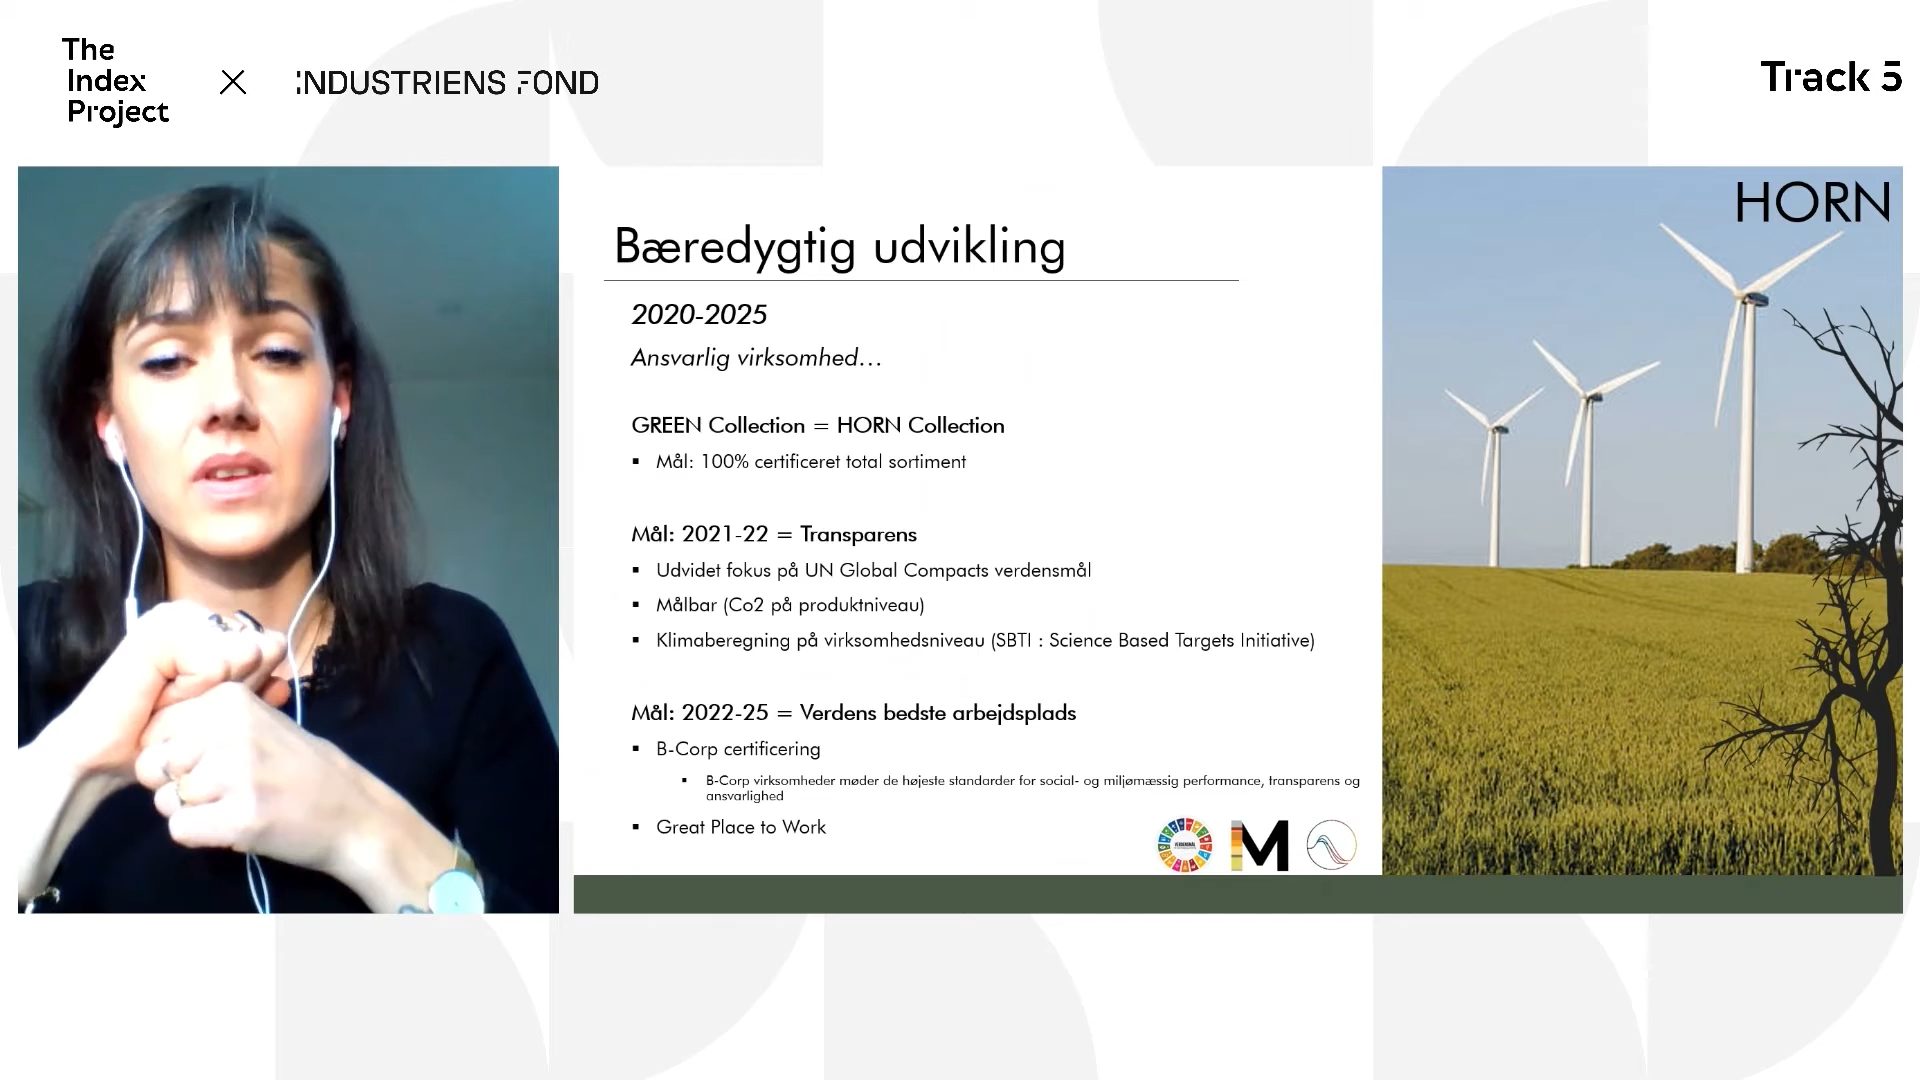 The
Index
Project
INDUSTRIENS FOND
Track 5
HORN
Bæredygtig udvikling
2020-2025
Ansvarlig virksomhed...
GREEN Collection = HORN Collection
▪ Mål: 100% certificeret total sortiment
Mål: 2021-22 = Transparens
▪ Udvidet fokus på UN Global Compacts verdensmål
▪ Målbar (Co2 på produktniveau)
▪ Klimaberegning på virksomhedsniveau (SBTI : Science Based Targets Initiative)
Mål: 2022-25 = Verdens bedste arbejdsplads
▪ B-Corp certificering
▪ B-Corp virksomheder møder de højeste standarder for social- og miljømæssig performance, transparens og
ansvarlighed
▪ Great Place to Work
M